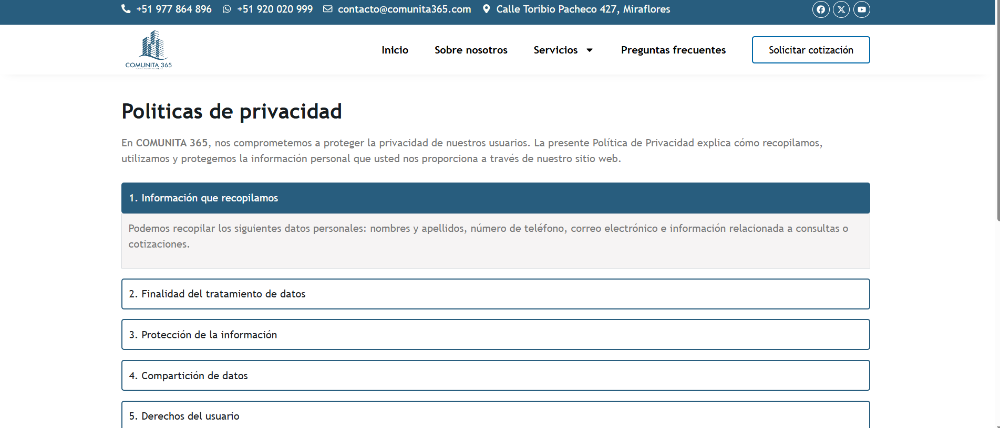 +51 977 864 896 +51 920 020 999 contacto@comunita365.com Calle Toribio Pacheco 427, Miraflores
COMUNITA 365
Inicio Sobre nosotros Servicios Preguntas frecuentes Solicitar cotización
Politicas de privacidad
En COMUNITA 365, nos comprometemos a proteger la privacidad de nuestros usuarios. La presente Política de Privacidad explica cómo recopilamos,
utilizamos y protegemos la información personal que usted nos proporciona a través de nuestro sitio web.
1. Información que recopilamos
Podemos recopilar los siguientes datos personales: nombres y apellidos, número de teléfono, correo electrónico e información relacionada a consultas o
cotizaciones.
2. Finalidad del tratamiento de datos
3. Protección de la información
4. Compartición de datos
5. Derechos del usuario